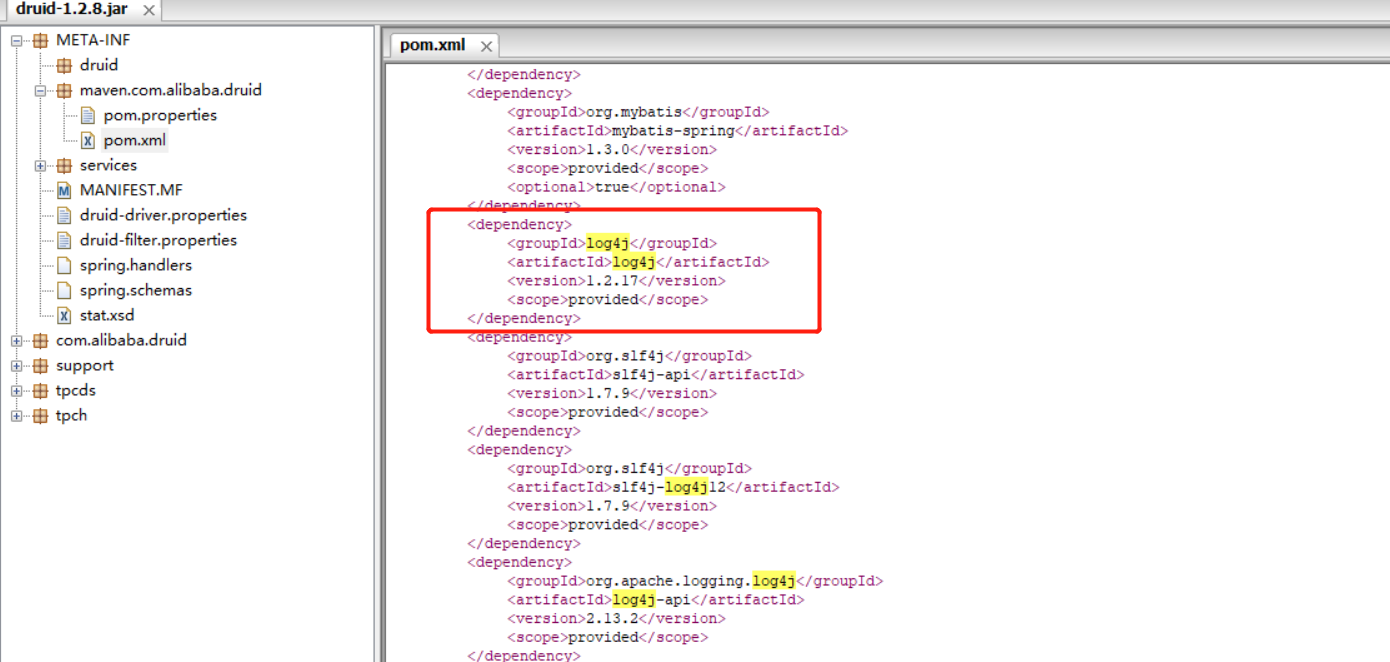 druid-1.2.8.jar
META-INF
druid
maven.com.alibaba.druid
pom.properties
pom.xml
services
MANIFEST.MF
druid-driver.properties
druid-filter.properties
spring.handlers
spring.schemas
stat.xsd
com.alibaba.druid
support
tpcds
tpch
pom.xml
</dependency>
<dependency>
<groupId>org.mybatis</groupId>
<artifactId>mybatis-spring</artifactId>
<version>1.3.0</version>
<scope>provided</scope>
<optional>true</optional>
</dependency>
<dependency>
<groupId>log4j</groupId>
<artifactId>log4j</artifactId>
<version>1.2.17</version>
<scope>provided</scope>
</dependency>
<dependency>
<groupId>org.slf4j</groupId>
<artifactId>slf4j-api</artifactId>
<version>1.7.9</version>
<scope>provided</scope>
</dependency>
<dependency>
<groupId>org.slf4j</groupId>
<artifactId>slf4j-log4j12</artifactId>
<version>1.7.9</version>
<scope>provided</scope>
</dependency>
<dependency>
<groupId>org.apache.logging.log4j</groupId>
<artifactId>log4j-api</artifactId>
<version>2.13.2</version>
<scope>provided</scope>
</dependency>